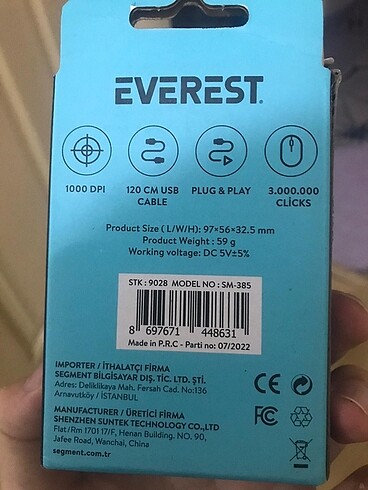 EVEREST
1000 DPI
120 CM USB CABLE
PLUG & PLAY
3.000.000 CLİCKS
Product Size ( L/W/H): 97×56×32.5 mm
Product Weight : 59 g
Working voltage: DC 5V±5%
STK : 9028 MODEL NO : SM-385
8 697671 448631
Made in P.R.C - Parti no: 07/2022
IMPORTER / İTHALATÇI FİRMA
SEGMENT BİLGİSAYAR DIŞ. TİC. LTD. ŞTİ.
Adres: Deliklikaya Mah. Fersah Cad. No:136
Arnavutköy / İSTANBUL
MANUFACTURER / ÜRETİCİ FİRMA
SHENZHEN SUNTEK TECHNOLOGY CO.,LTD
Flat/Rm 1701 17/F, Henan Building. NO. 90,
Jafee Road, Wanchai, China
segment.com.tr
CE
FC